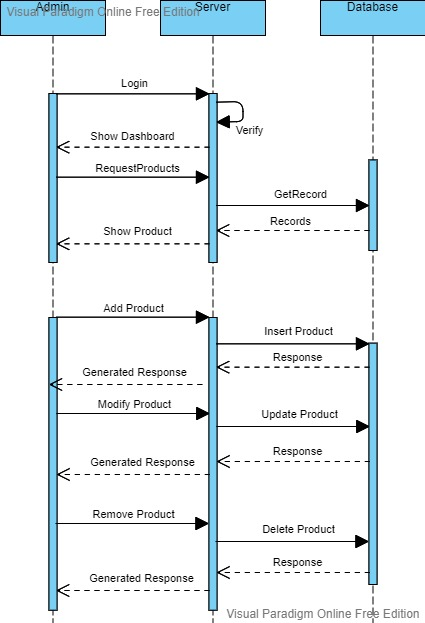 Admin
Server
Database
Visual Paradigm Online Free Edition
Login
Verify
Show Dashboard
RequestProducts
GetRecord
Records
Show Product
Add Product
Insert Product
Response
Generated Response
Modify Product
Update Product
Response
Generated Response
Remove Product
Delete Product
Response
Generated Response
Visual Paradigm Online Free Edition